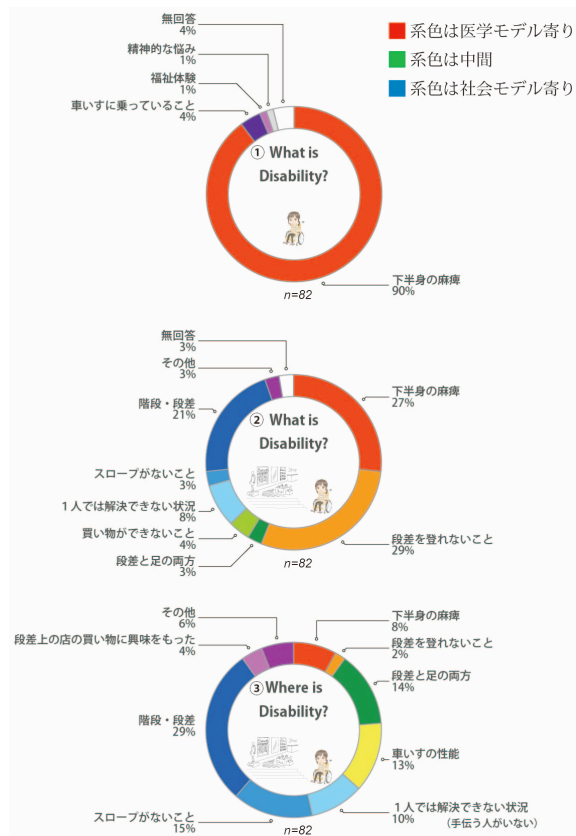 系色は医学モデル寄り
系色は中間
系色は社会モデル寄り
無回答
4%
精神的な悩み
1%
福祉体験
1%
車いすに乗っていること
4%
① What is
Disability?
下半身の麻痺
90%
n=82
無回答
3%
その他
3%
階段・段差
21%
スロープがないこと
3%
1人では解決できない状況
8%
買い物ができないこと
4%
段差と足の両方
3%
② What is
Disability?
下半身の麻痺
27%
段差を登れないこと
29%
n=82
その他
6%
段差上の店の買い物に興味をもった
4%
階段・段差
29%
スロープがないこと
15%
③ Where is
Disability?
下半身の麻痺
8%
段差を登れないこと
2%
段差と足の両方
14%
車いすの性能
13%
1人では解決できない状況
10% (手伝う人がいない)
n=82